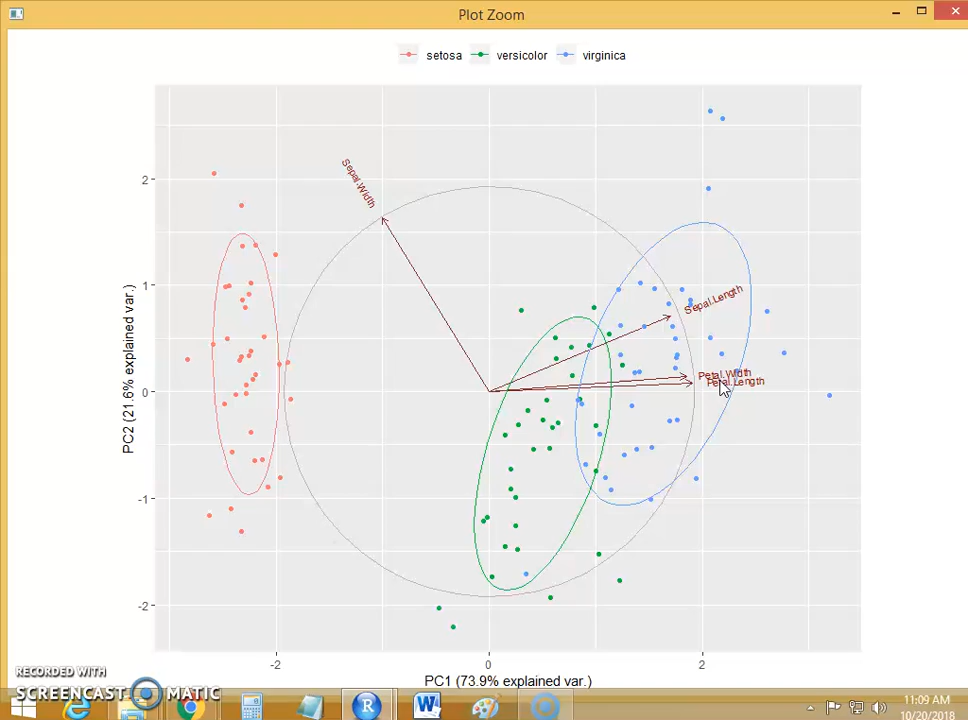 Plot Zoom
setosa versicolor virginica
Sepal.Width
Sepal.Length
Petal.Width
Petal.Length
2
1
0
-1
-2
PC2 (21.6% explained var.)
-2 0 2
PC1 (73.9% explained var.)
RECORDED WITH
SCREENCAST MATIC
11:09 AM
10/20/2018